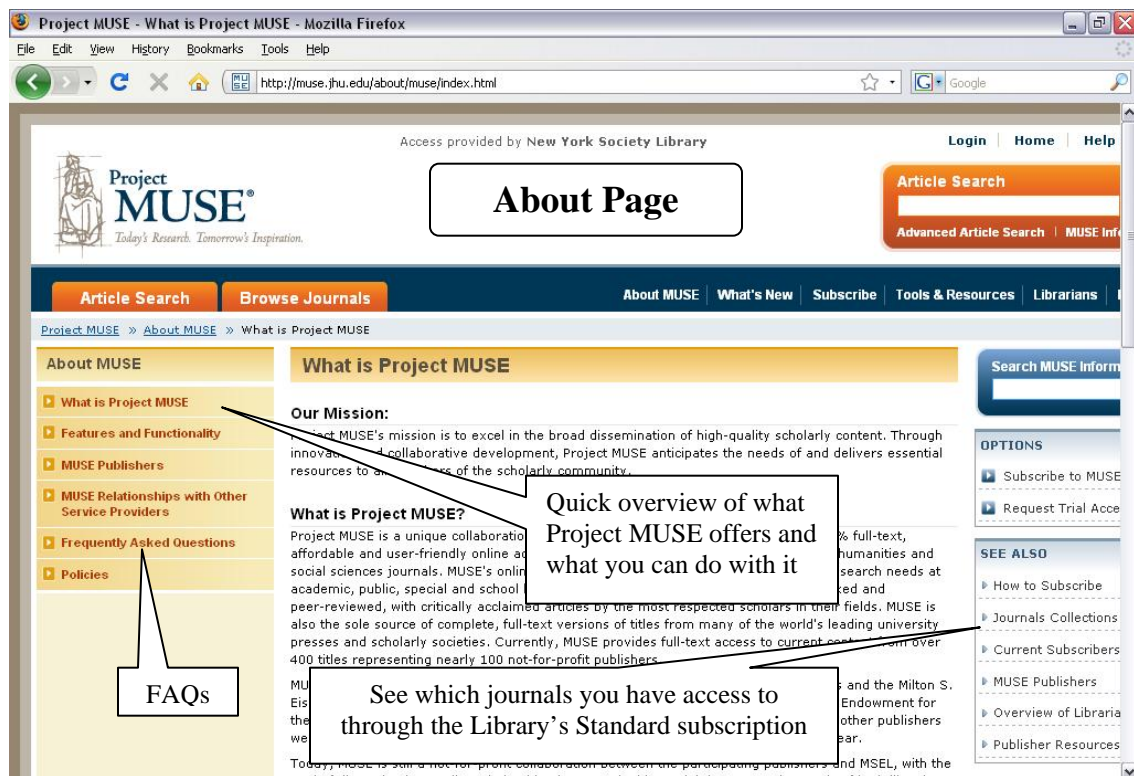 Project MUSE - What is Project MUSE - Mozilla Firefox
File Edit View History Bookmarks Tools Help
http://muse.jhu.edu/about/muse/index.html
Google
Access provided by New York Society Library
Login Home Help
Project
MUSE®
Today's Research. Tomorrow's Inspiration.
About Page
Article Search
Advanced Article Search MUSE
Article Search Browse Journals
About MUSE What's New Subscribe Tools & Resources Librarians
Project MUSE » About MUSE » What is Project MUSE
About MUSE
What is Project MUSE
Features and Functionality
MUSE Publishers
MUSE Relationships with Other
Service Providers
Frequently Asked Questions
Policies
FAQs
What is Project MUSE
Our Mission:
Project MUSE's mission is to excel in the broad dissemination of high-quality scholarly content. Through
collaborative development, Project MUSE anticipates the needs of and delivers essential
resources to of the scholarly community.
What is Project MUSE?
Project MUSE is a unique % full-text,
affordable and user-friendly online humanities and
social sciences journals. MUSE's search needs at
academic, public, special and school and
peer-reviewed, with critically acclaimed articles by the most respected scholars in their fields. MUSE is
also the sole source of complete, full-text versions of titles from many of the world's leading university
presses and scholarly societies. Currently, MUSE provides full-text access to current content from over
400 titles representing nearly 100 not-for-profit publishers.
s and the Milton S.
Endowment for
other publishers
Today, MUSE is still a not-for-profit collaboration between the participating publishers and MSEL, with the
Quick overview of what
Project MUSE offers and
what you can do with it
See which journals you have access to
through the Library's Standard subscription
Search MUSE
OPTIONS
Subscribe to MUSE
Request Trial
SEE ALSO
How to Subscribe
Journals Collections
Current Subscribers
MUSE Publishers
Overview of
Publisher Resources